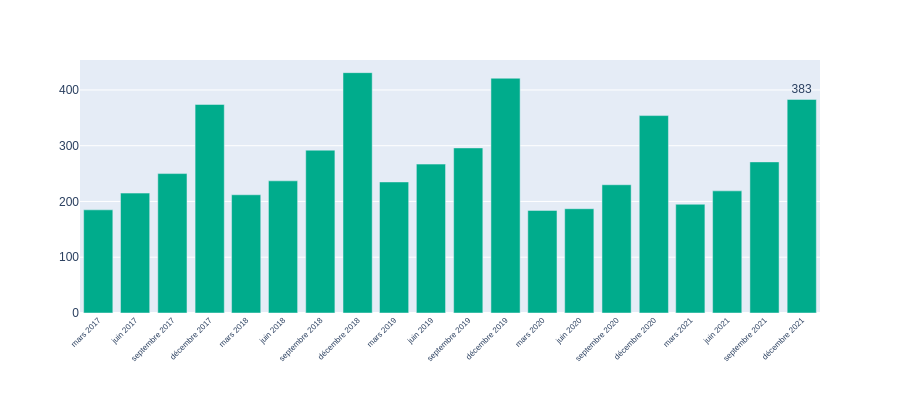 400
300
200
100
0
383
mars 2017
juin 2017
septembre 2017
décembre 2017
mars 2018
juin 2018
septembre 2018
décembre 2018
mars 2019
juin 2019
septembre 2019
décembre 2019
mars 2020
juin 2020
septembre 2020
décembre 2020
mars 2021
juin 2021
septembre 2021
décembre 2021